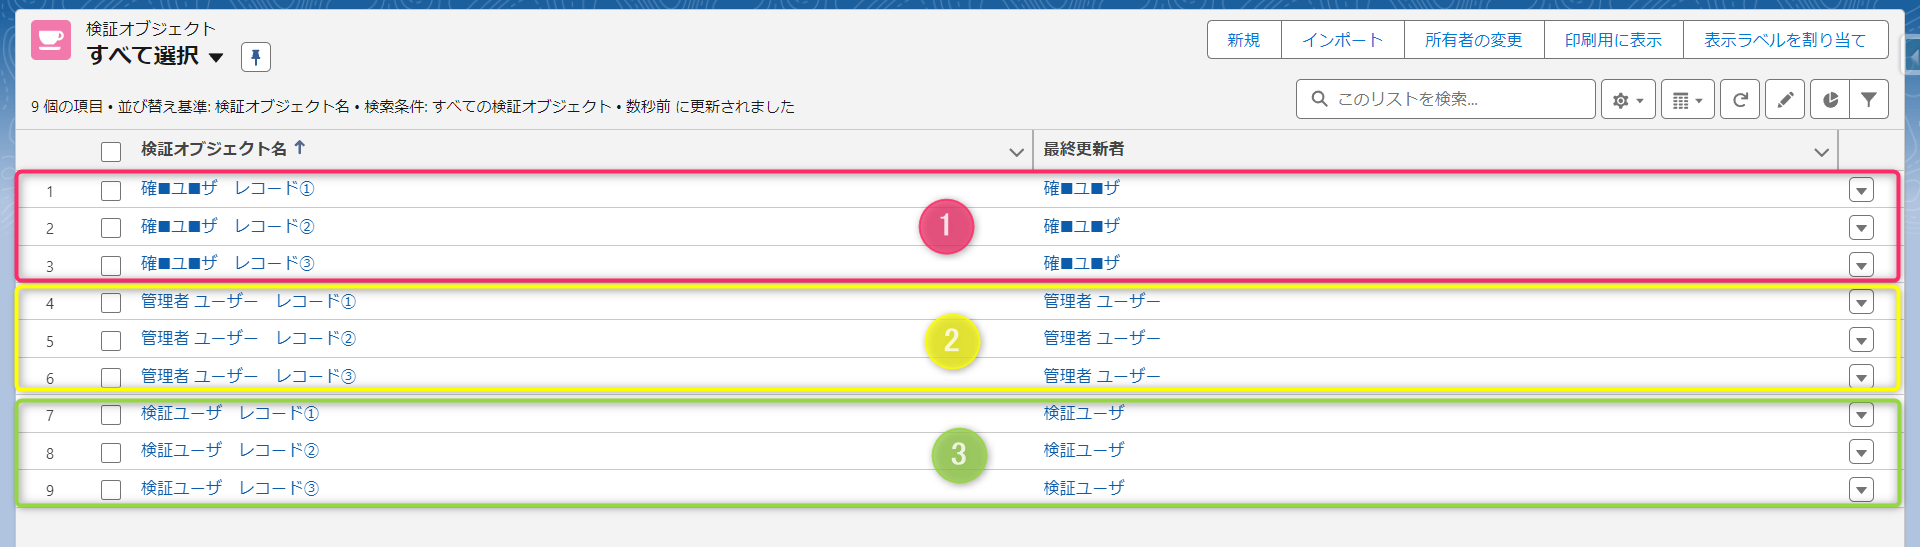 検証オブジェクト
すべて選択
新規 インポート 所有者の変更 印刷用に表示 表示ラベルを割り当て
9 個の項目 • 並び替え基準: 検証オブジェクト名 • 検索条件: すべての検証オブジェクト • 数秒前 に更新されました
このリストを検索...
検証オブジェクト名 ↑ 最終更新者
1 確■ユ■ザ　レコード① 確■ユ■ザ
2 確■ユ■ザ　レコード② 確■ユ■ザ
3 確■ユ■ザ　レコード③ 確■ユ■ザ
1
4 管理者 ユーザー　レコード① 管理者 ユーザー
5 管理者 ユーザー　レコード② 管理者 ユーザー
6 管理者 ユーザー　レコード③ 管理者 ユーザー
2
7 検証ユーザ　レコード① 検証ユーザ
8 検証ユーザ　レコード② 検証ユーザ
9 検証ユーザ　レコード③ 検証ユーザ
3